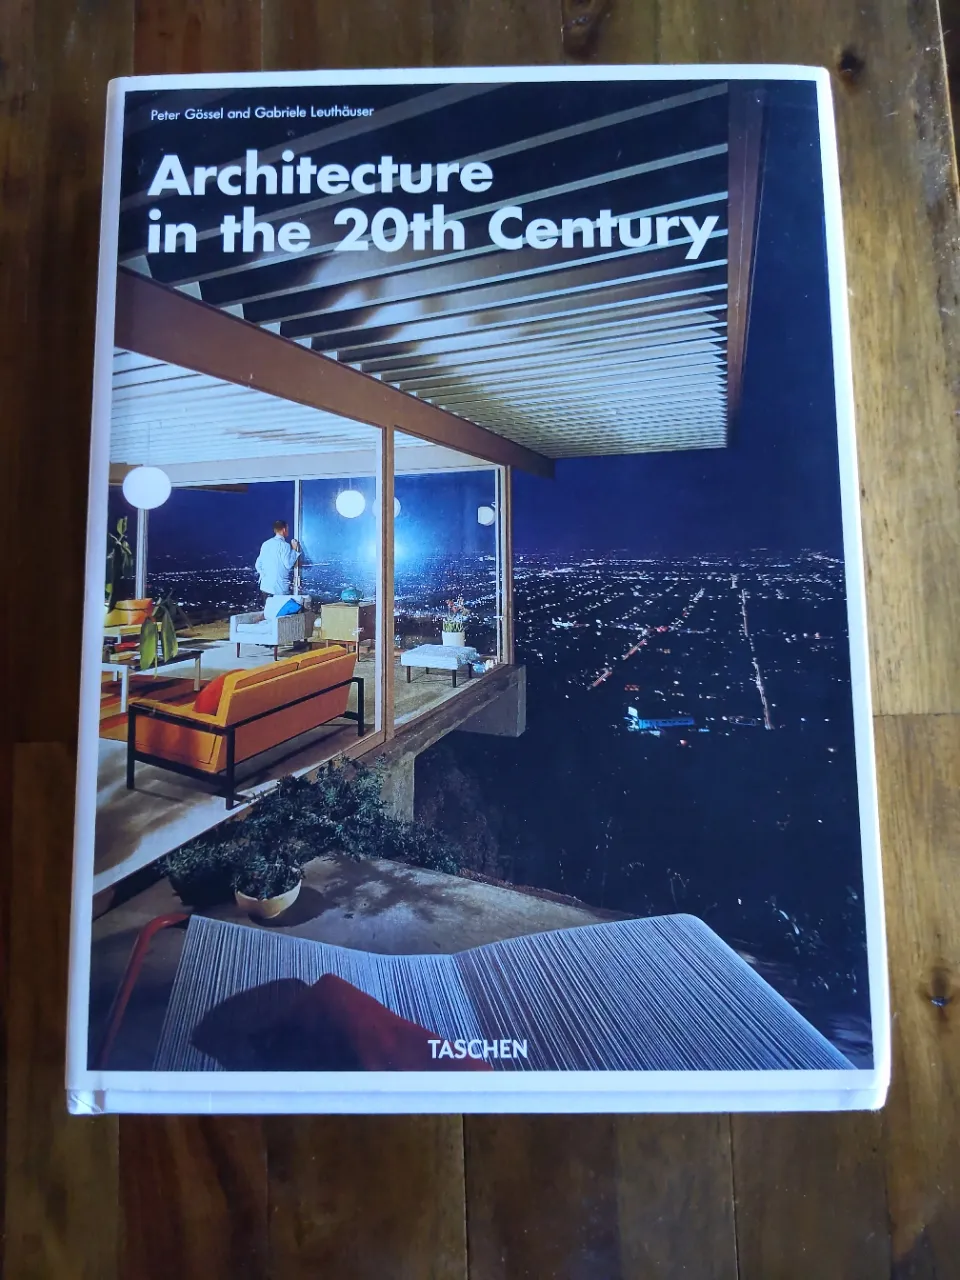 Peter Gössel and Gabriele Leuthäuser
Architecture
in the 20th Century
TASCHEN